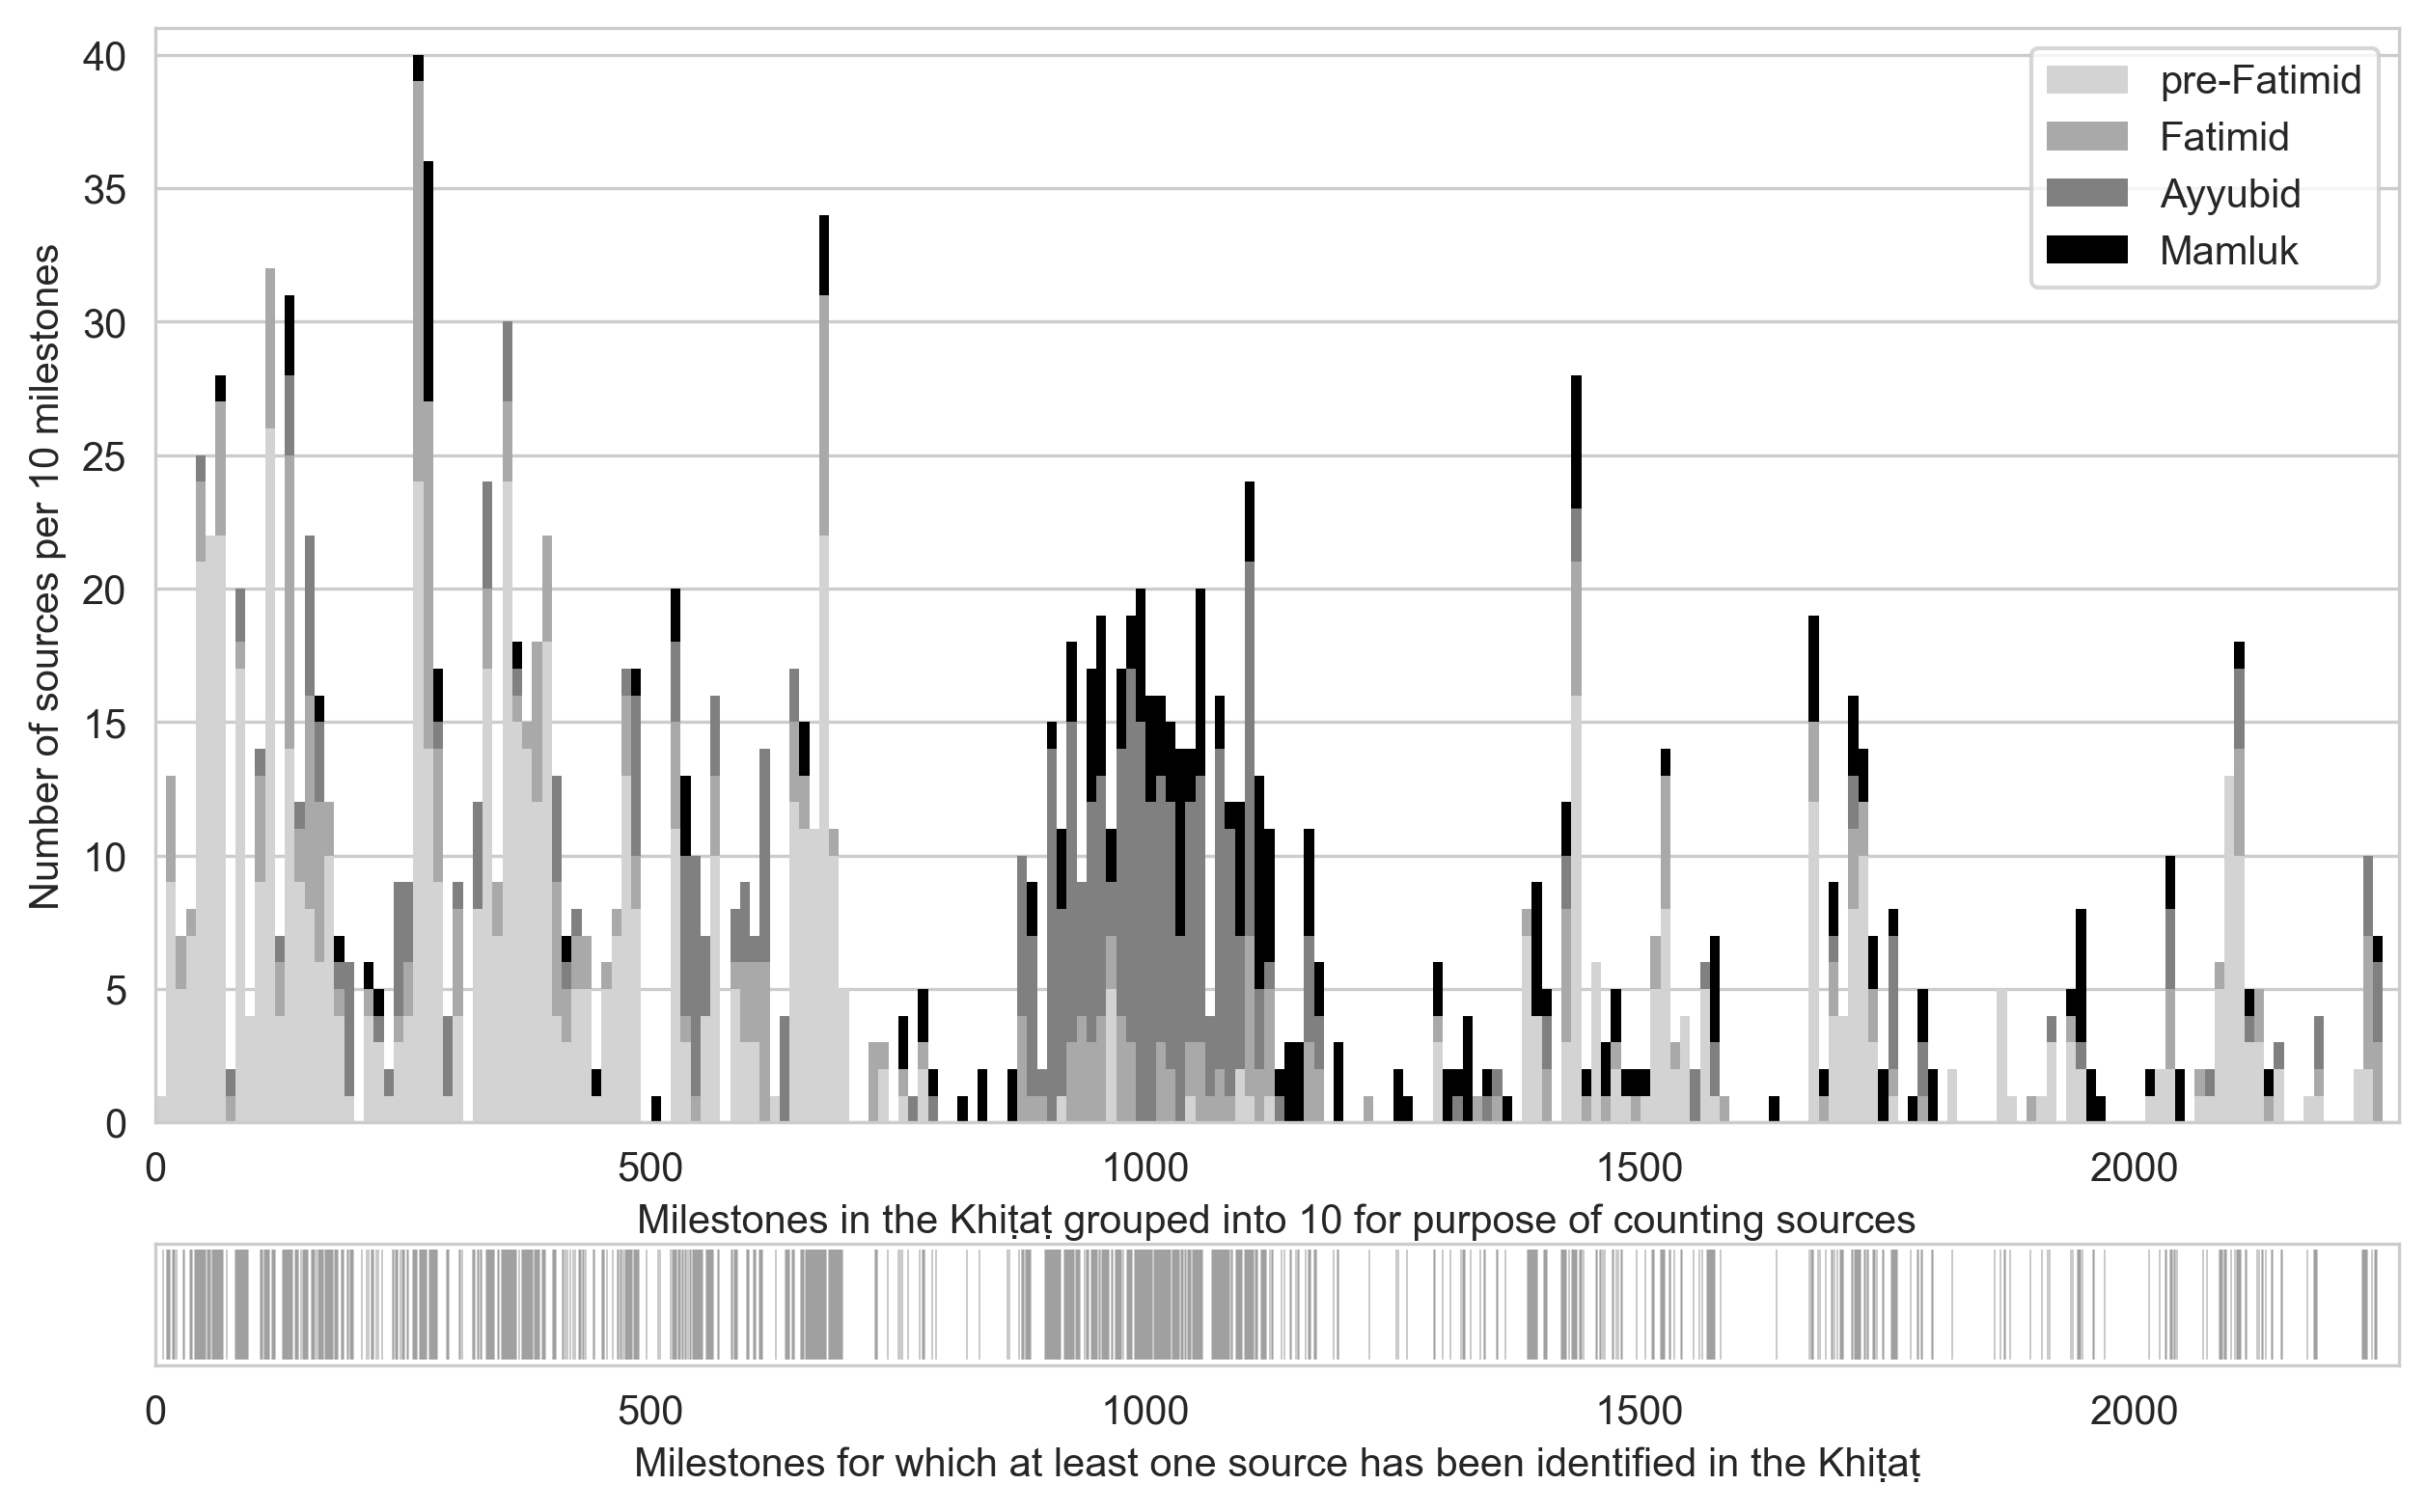 40
35
30
25
20
15
10
5
0
Number of sources per 10 milestones
pre-Fatimid
Fatimid
Ayyubid
Mamluk
0 500 1000 1500 2000
Milestones in the Khiṭaṭ grouped into 10 for purpose of counting sources
0 500 1000 1500 2000
Milestones for which at least one source has been identified in the Khiṭaṭ